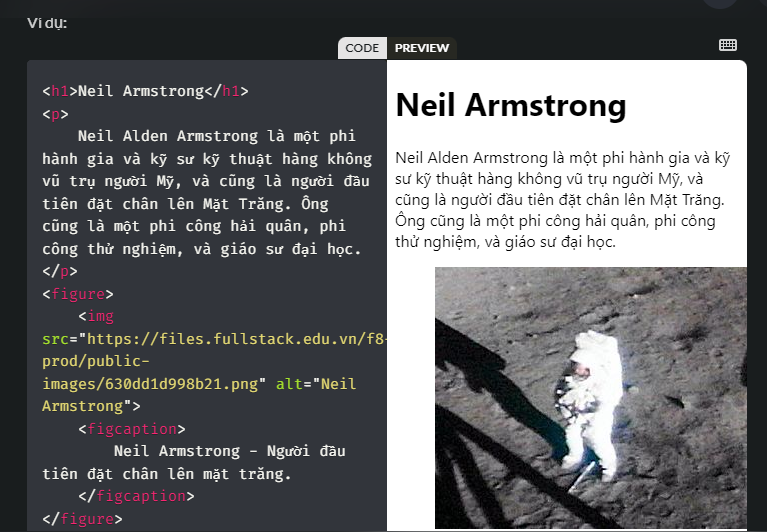 Ví dụ:
CODE PREVIEW
<h1>Neil Armstrong</h1>
<p>
Neil Alden Armstrong là một phi
hành gia và kỹ sư kỹ thuật hàng không
vũ trụ người Mỹ, và cũng là người đầu
tiên đặt chân lên Mặt Trăng. Ông
cũng là một phi công hải quân, phi
công thử nghiệm, và giáo sư đại học.
</p>
<figure>
<img
src="https://files.fullstack.edu.vn/f8-
prod/public-
images/630dd1d998b21.png" alt="Neil
Armstrong">
<figcaption>
Neil Armstrong - Người đầu
tiên đặt chân lên mặt trăng.
</figcaption>
</figure>
Neil Armstrong
Neil Alden Armstrong là một phi hành gia và kỹ
sư kỹ thuật hàng không vũ trụ người Mỹ, và
cũng là người đầu tiên đặt chân lên Mặt Trăng.
Ông cũng là một phi công hải quân, phi công
thử nghiệm, và giáo sư đại học.